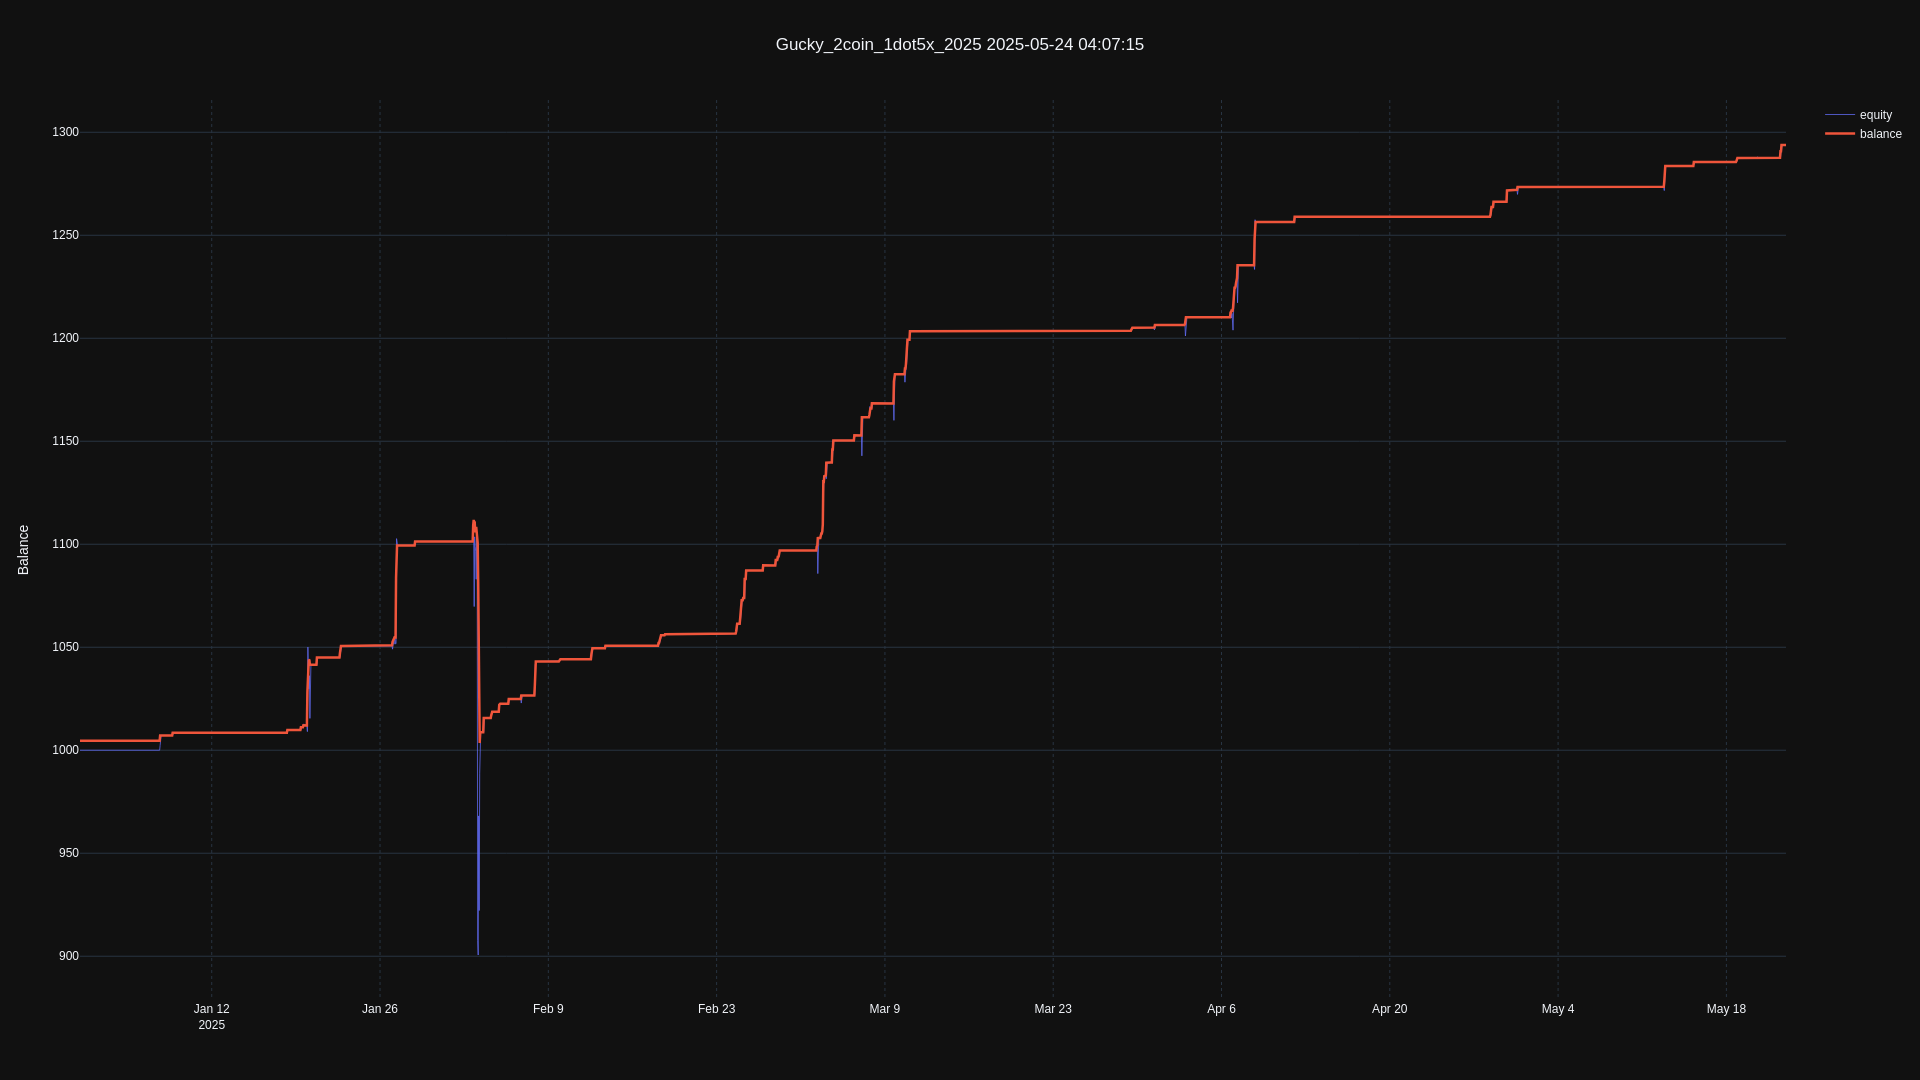 Gucky_2coin_1dot5x_2025 2025-05-24 04:07:15
equity
balance
Balance
1300
1250
1200
1150
1100
1050
1000
950
900
Jan 12
2025
Jan 26
Feb 9
Feb 23
Mar 9
Mar 23
Apr 6
Apr 20
May 4
May 18